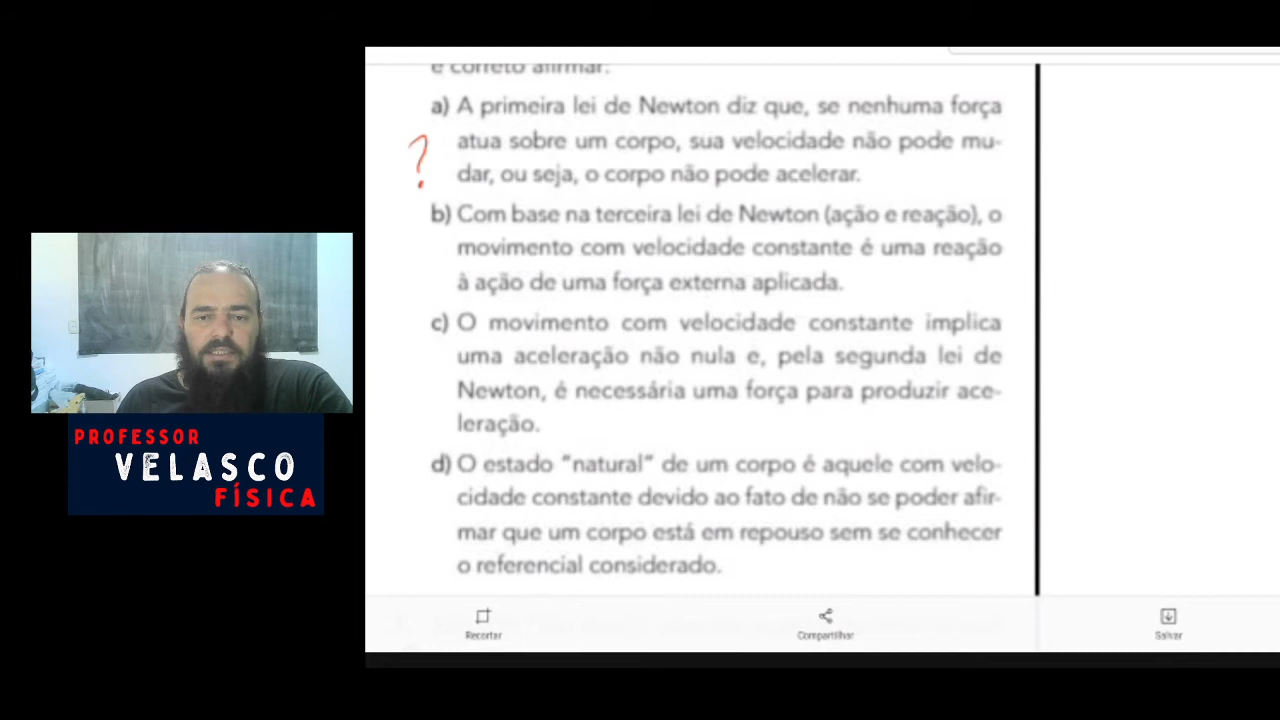 é correto afirmar:
a) A primeira lei de Newton diz que, se nenhuma força
atua sobre um corpo, sua velocidade não pode mu-
dar, ou seja, o corpo não pode acelerar.
?
b) Com base na terceira lei de Newton (ação e reação), o
movimento com velocidade constante é uma reação
à ação de uma força externa aplicada.
c) O movimento com velocidade constante implica
uma aceleração não nula e, pela segunda lei de
Newton, é necessária uma força para produzir ace-
leração.
d) O estado "natural" de um corpo é aquele com velo-
cidade constante devido ao fato de não se poder afir-
mar que um corpo está em repouso sem se conhecer
o referencial considerado.
Recortar
Compartilhar
Salvar
PROFESSOR
VELASCO
FÍSICA